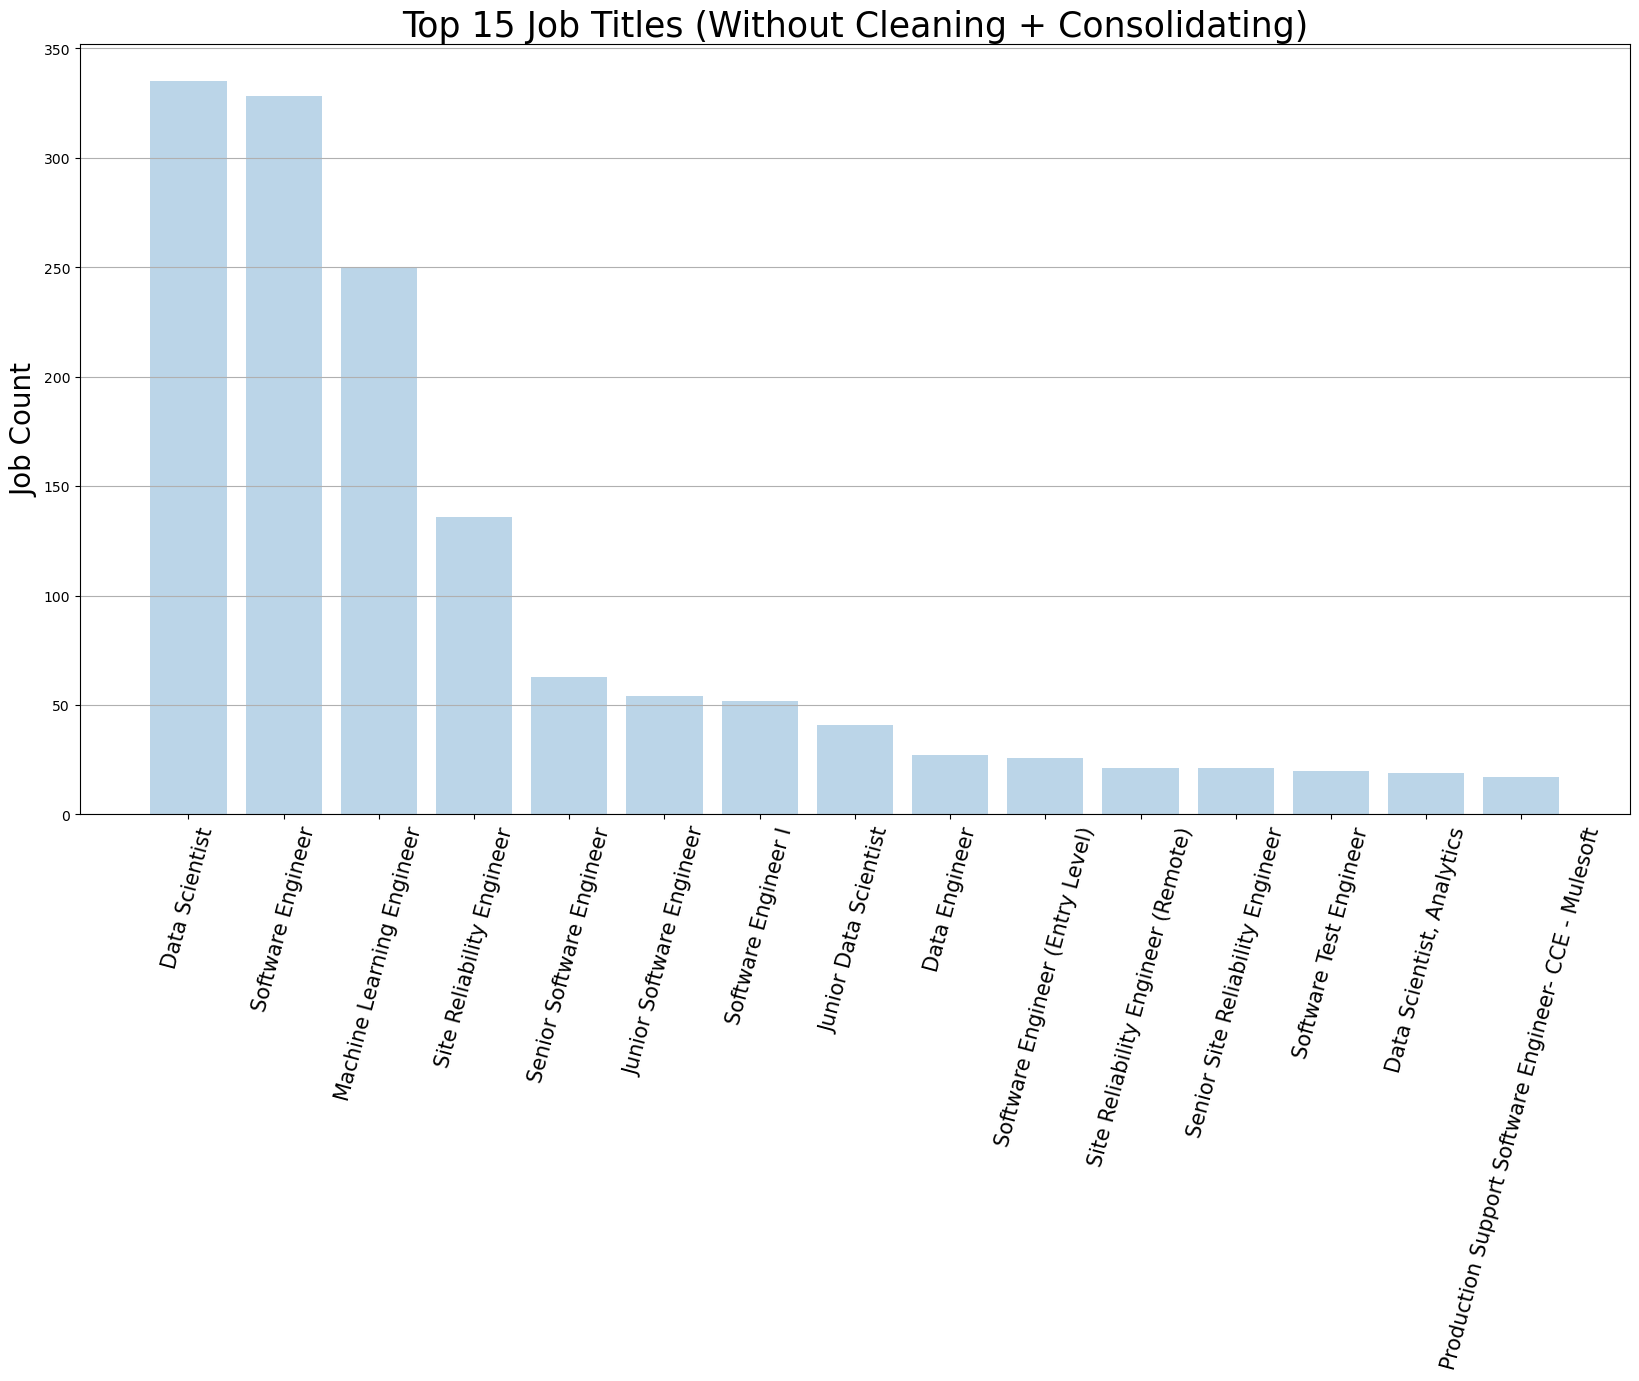 Top 15 Job Titles (Without Cleaning + Consolidating)
Job Count
350
300
250
200
150
100
50
0
Data Scientist
Software Engineer
Machine Learning Engineer
Site Reliability Engineer
Senior Software Engineer
Junior Software Engineer
Software Engineer I
Junior Data Scientist
Data Engineer
Software Engineer (Entry Level)
Site Reliability Engineer (Remote)
Senior Site Reliability Engineer
Software Test Engineer
Data Scientist, Analytics
Production Support Software Engineer- CCE - Mulesoft